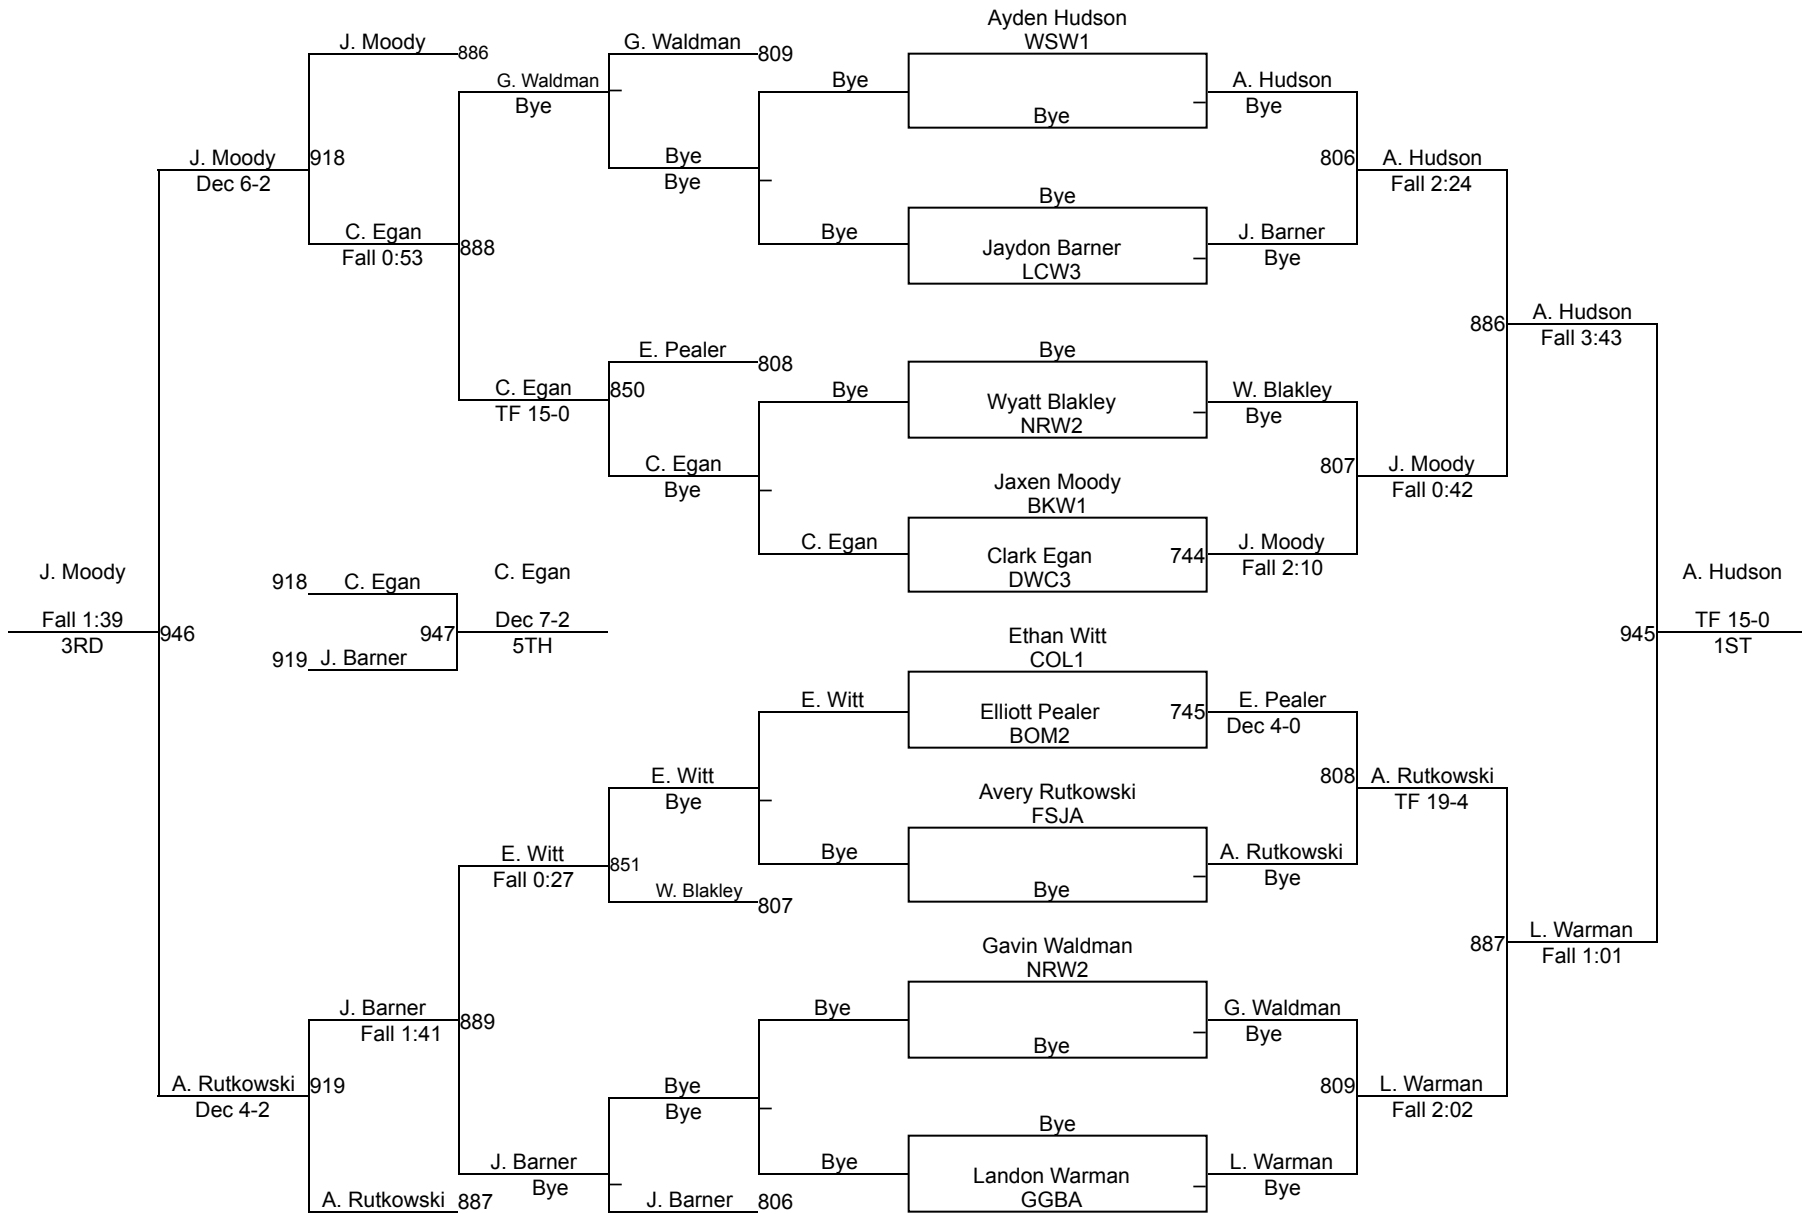 Ayden Hudson
WSW1
J. Moody
886
G. Waldman
809
G. Waldman
Bye
Bye
Bye
A. Hudson
Bye
J. Moody
Dec 6-2
918
Bye
Bye
806
A. Hudson
Fall 2:24
Bye
C. Egan
Fall 0:53
888
Bye
Jaydon Barner
LCW3
J. Barner
Bye
886
A. Hudson
Fall 3:43
E. Pealer
808
Bye
C. Egan
TF 15-0
850
Bye
Wyatt Blakley
NRW2
W. Blakley
Bye
C. Egan
Bye
807
J. Moody
Fall 0:42
Jaxen Moody
BKW1
C. Egan
Clark Egan
DWC3
744
J. Moody
Fall 2:10
J. Moody
Fall 1:39
3RD
946
918
C. Egan
919
J. Barner
947
C. Egan
Dec 7-2
5TH
945
A. Hudson
TF 15-0
1ST
Ethan Witt
COL1
E. Witt
Elliott Pealer
BOM2
745
E. Pealer
Dec 4-0
E. Witt
Bye
Avery Rutkowski
FSJA
808
A. Rutkowski
TF 19-4
E. Witt
Fall 0:27
851
Bye
Bye
A. Rutkowski
Bye
W. Blakley
807
Gavin Waldman
NRW2
887
L. Warman
Fall 1:01
J. Barner
Fall 1:41
889
Bye
Bye
G. Waldman
Bye
A. Rutkowski
Dec 4-2
919
Bye
Bye
809
L. Warman
Fall 2:02
Bye
J. Barner
Bye
Bye
Landon Warman
GGBA
L. Warman
Bye
A. Rutkowski
887
J. Barner
806